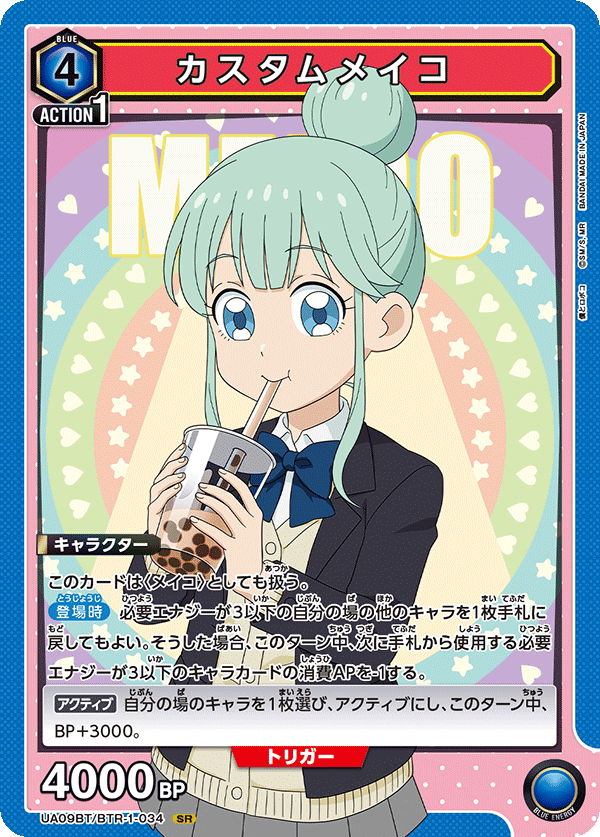 BLUE
4
カスタムメイコ
ACTION 1
BANDAI MADE IN JAPAN
©SM/S, MR
僕とロボコ
キャラクター
このカードは〈メイコ〉としても扱う。
登場時 必要エナジーが3以下の自分の場の他のキャラを1枚手札に
戻してもよい。そうした場合、このターン中、次に手札から使用する必要
エナジーが3以下のキャラカードの消費APを-1する。
アクティブ 自分の場のキャラを1枚選び、アクティブにし、このターン中、
BP+3000。
トリガー
4000 BP
UA09BT/BTR-1-034 SR
BLUE ENERGY